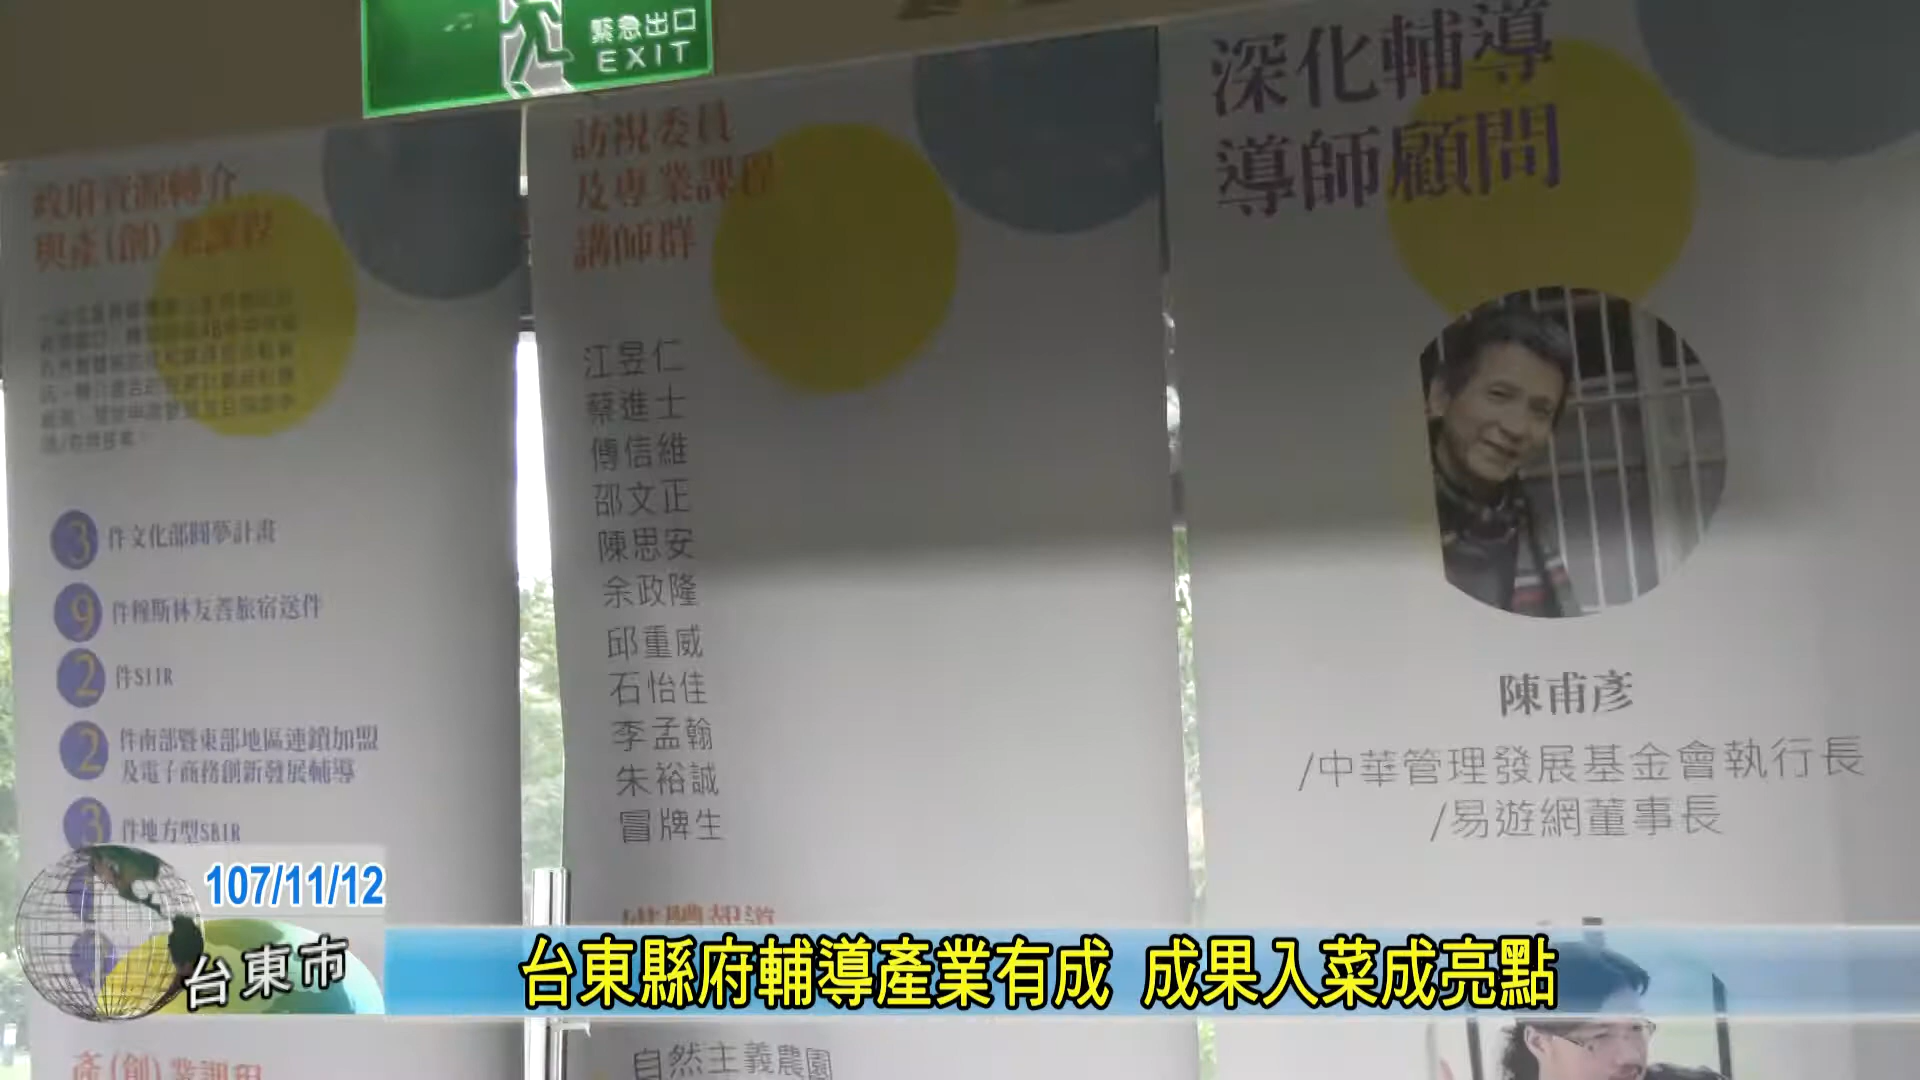 緊急出口
EXIT
政府資源轉介
與產(創)業課程
3 件文化部圓夢計畫
9 件穆斯林友善旅宿送件
2 件SIIR
2 件南部暨東部地區連鎖加盟
及電子商務創新發展輔導
3 件地方型SBIR
產(創)業課程
訪視委員
及專業課程
講師群
江昱仁
蔡進士
傅信維
邵文正
陳思安
余政隆
邱重威
石怡佳
李孟翰
朱裕誠
冒牌生
媒體報導
自然主義農園
深化輔導
導師顧問
陳甫彥
/中華管理發展基金會執行長
/易遊網董事長
107/11/12
台東市
台東縣府輔導產業有成 成果入菜成亮點